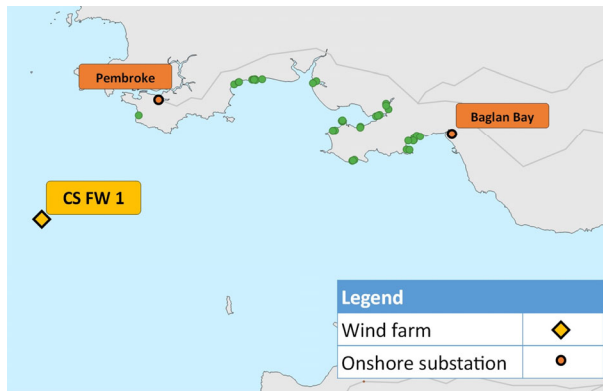 Pembroke
Baglan Bay
CS FW 1
Legend
Wind farm
Onshore substation